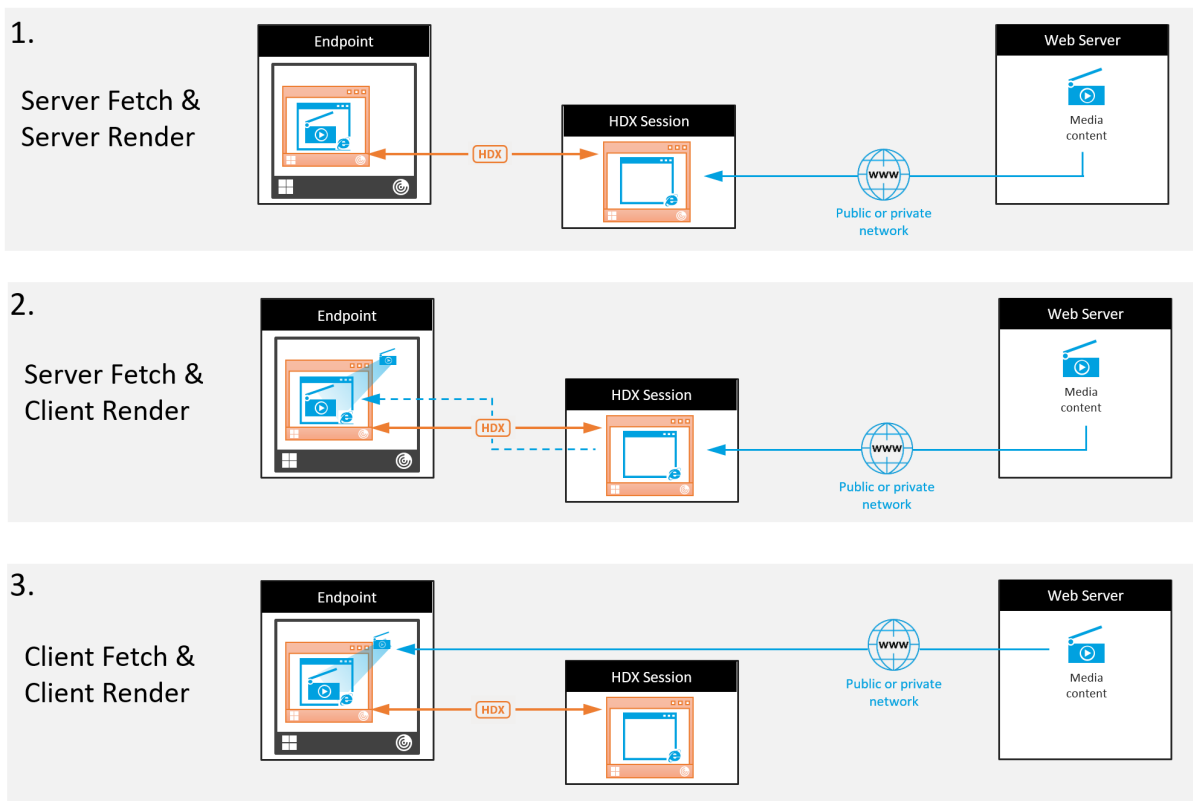 1.
Server Fetch &
Server Render
Endpoint
HDX
HDX Session
www
Public or private
network
Web Server
Media
content
2.
Server Fetch &
Client Render
Endpoint
HDX
HDX Session
www
Public or private
network
Web Server
Media
content
3.
Client Fetch &
Client Render
Endpoint
HDX
HDX Session
www
Public or private
network
Web Server
Media
content